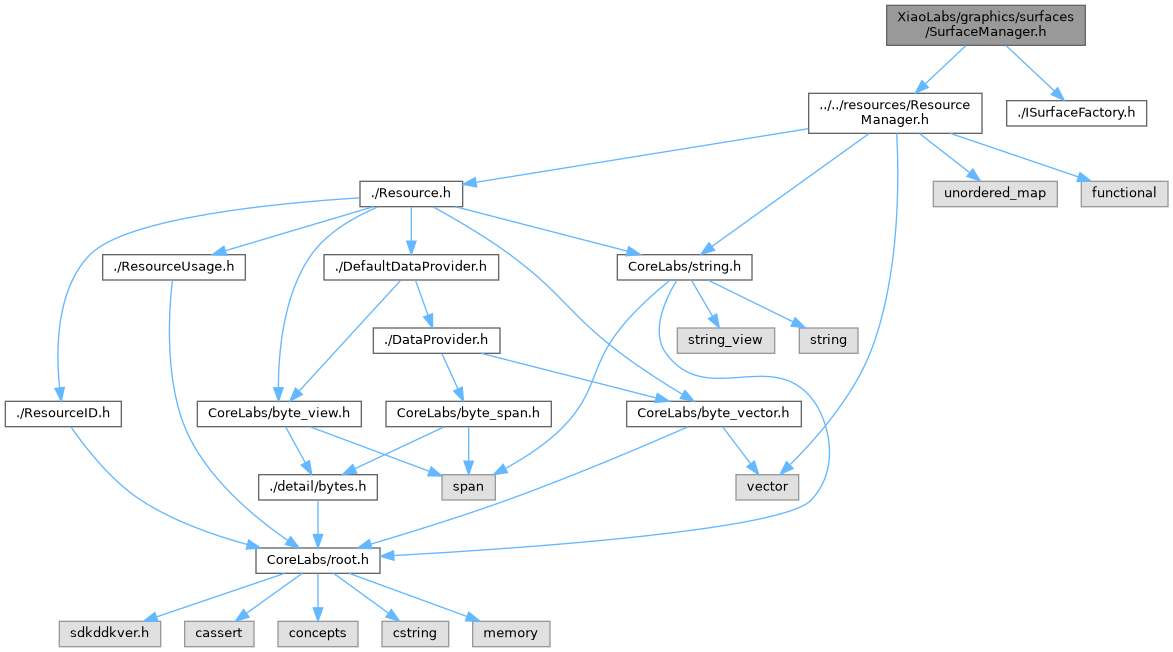 XiaoLabs/graphics/surfaces
/SurfaceManager.h
../../resources/Resource
Manager.h
./ISurfaceFactory.h
./Resource.h
unordered_map
functional
./ResourceUsage.h
./DefaultDataProvider.h
CoreLabs/string.h
./DataProvider.h
string_view
string
./ResourceID.h
CoreLabs/byte_view.h
CoreLabs/byte_span.h
CoreLabs/byte_vector.h
./detail/bytes.h
span
vector
CoreLabs/root.h
sdkddkver.h
cassert
concepts
cstring
memory